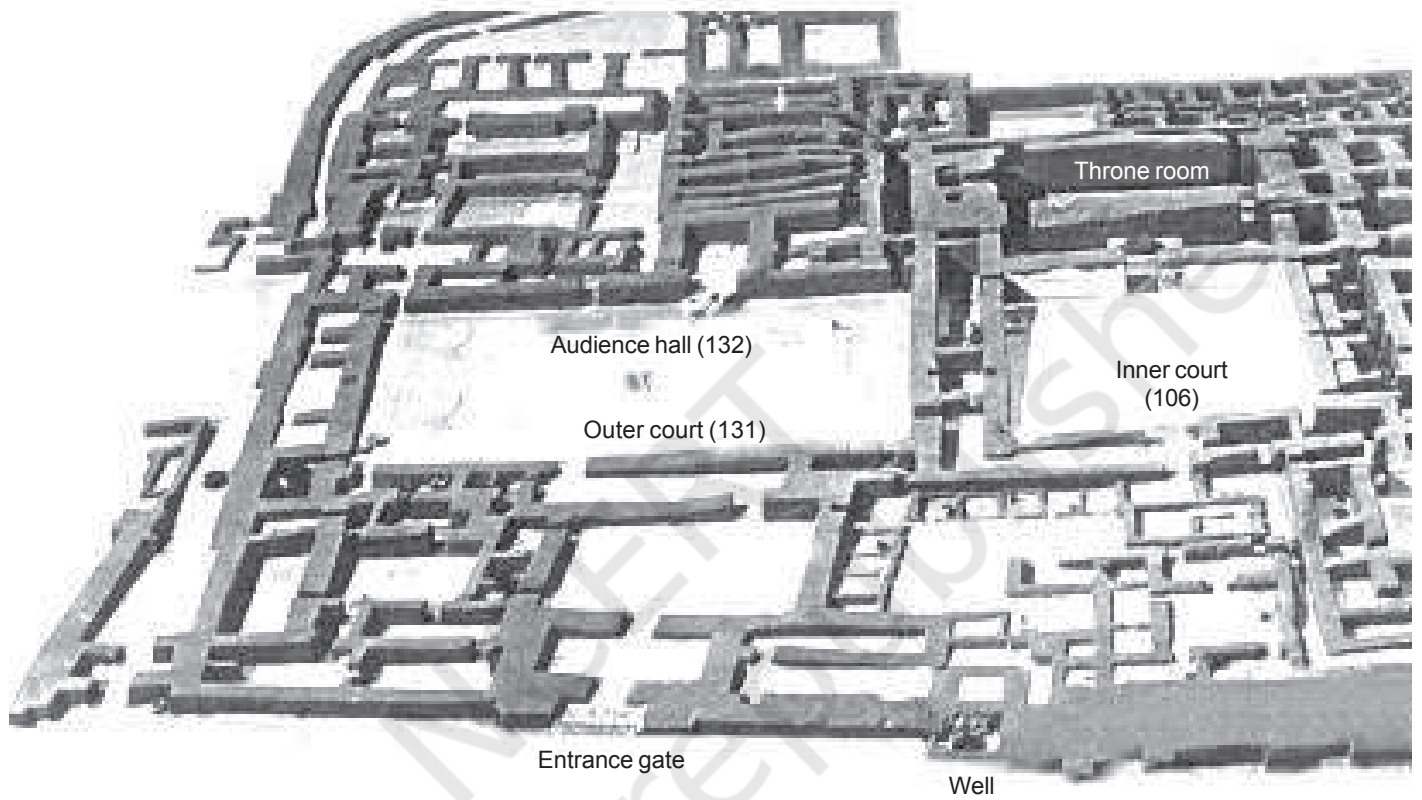 Throne room
Audience hall (132)
Inner court
(106)
Outer court (131)
Entrance gate
Well